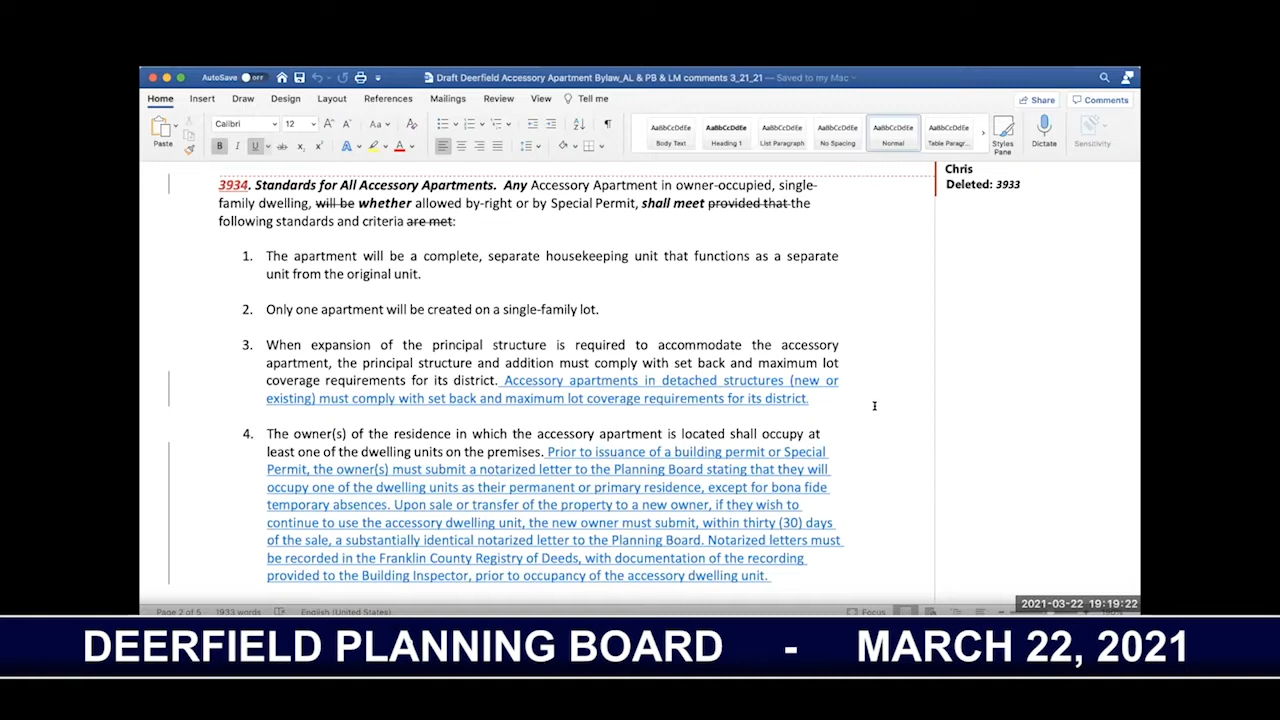 AutoSave OFF
Draft Deerfield Accessory Apartment Bylaw_AL & PB & LM comments 3_21_21 — Saved to my Mac
Home Insert Draw Design Layout References Mailings Review View Tell me
Share Comments
Paste
Calibri 12
AaBbCcDdEe Body Text
AaBbCcDdEe Heading 1
AaBbCcDdEe List Paragraph
AaBbCcDdEe No Spacing
AaBbCcDdEe Normal
AaBbCcDdEe Table Paragr...
Styles Pane
Dictate
Sensitivity
Chris
Deleted: 3933
3934. Standards for All Accessory Apartments. Any Accessory Apartment in owner-occupied, single-
family dwelling, will be whether allowed by-right or by Special Permit, shall meet provided that the
following standards and criteria are met:
1. The apartment will be a complete, separate housekeeping unit that functions as a separate
unit from the original unit.
2. Only one apartment will be created on a single-family lot.
3. When expansion of the principal structure is required to accommodate the accessory
apartment, the principal structure and addition must comply with set back and maximum lot
coverage requirements for its district. Accessory apartments in detached structures (new or
existing) must comply with set back and maximum lot coverage requirements for its district.
4. The owner(s) of the residence in which the accessory apartment is located shall occupy at
least one of the dwelling units on the premises. Prior to issuance of a building permit or Special
Permit, the owner(s) must submit a notarized letter to the Planning Board stating that they will
occupy one of the dwelling units as their permanent or primary residence, except for bona fide
temporary absences. Upon sale or transfer of the property to a new owner, if they wish to
continue to use the accessory dwelling unit, the new owner must submit, within thirty (30) days
of the sale, a substantially identical notarized letter to the Planning Board. Notarized letters must
be recorded in the Franklin County Registry of Deeds, with documentation of the recording
provided to the Building Inspector, prior to occupancy of the accessory dwelling unit.
Page 2 of 5 1933 words English (United States)
Focus
2021-03-22 19:19:22
DEERFIELD PLANNING BOARD - MARCH 22, 2021